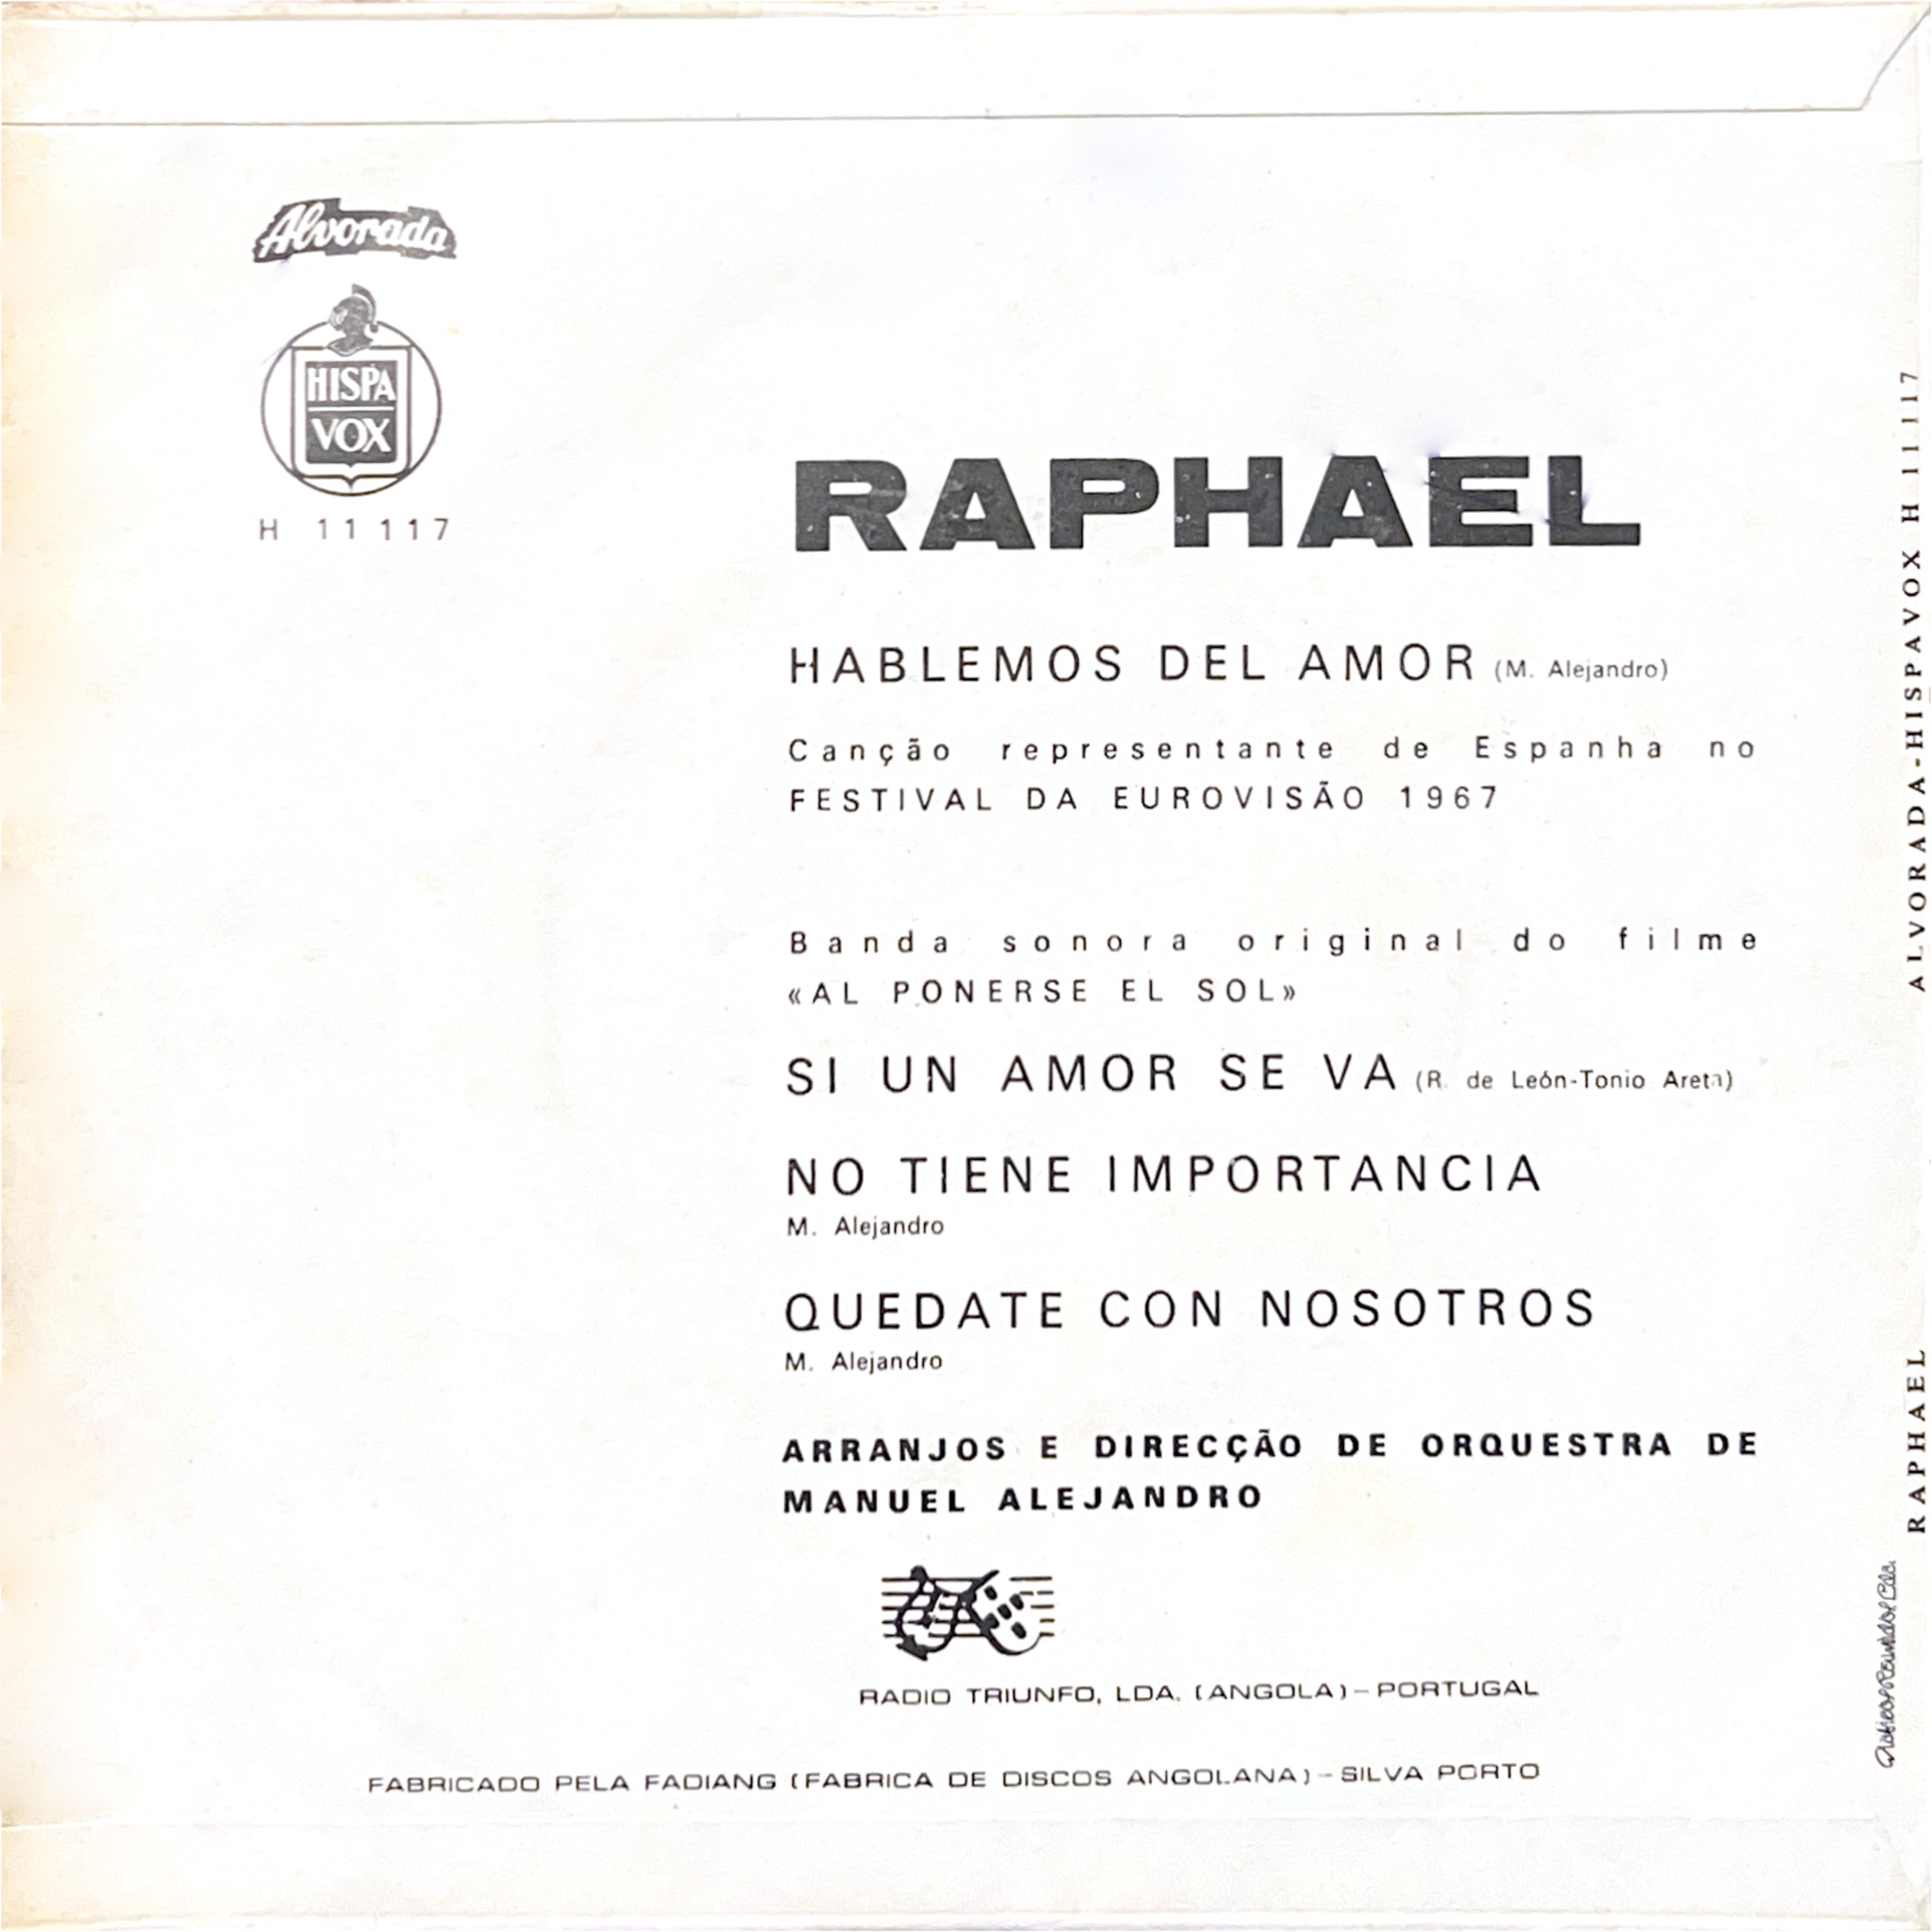 Alvorada
HISPA
VOX
H 11 117
RAPHAEL
HABLEMOS DEL AMOR (M. Alejandro)
Canção representante de Espanha no
FESTIVAL DA EUROVISÃO 1967
Banda sonora original do filme
«AL PONERSE EL SOL»
SI UN AMOR SE VA (R. de León-Tonio Areta)
NO TIENE IMPORTANCIA
M. Alejandro
QUEDATE CON NOSOTROS
M. Alejandro
ARRANJOS E DIRECÇÃO DE ORQUESTRA DE
MANUEL ALEJANDRO
RADIO TRIUNFO, LDA. (ANGOLA) – PORTUGAL
FABRICADO PELA FADIANG (FABRICA DE DISCOS ANGOLANA) – SILVA PORTO
RAPHAEL ALVORADA-HISPAVOX H 11117